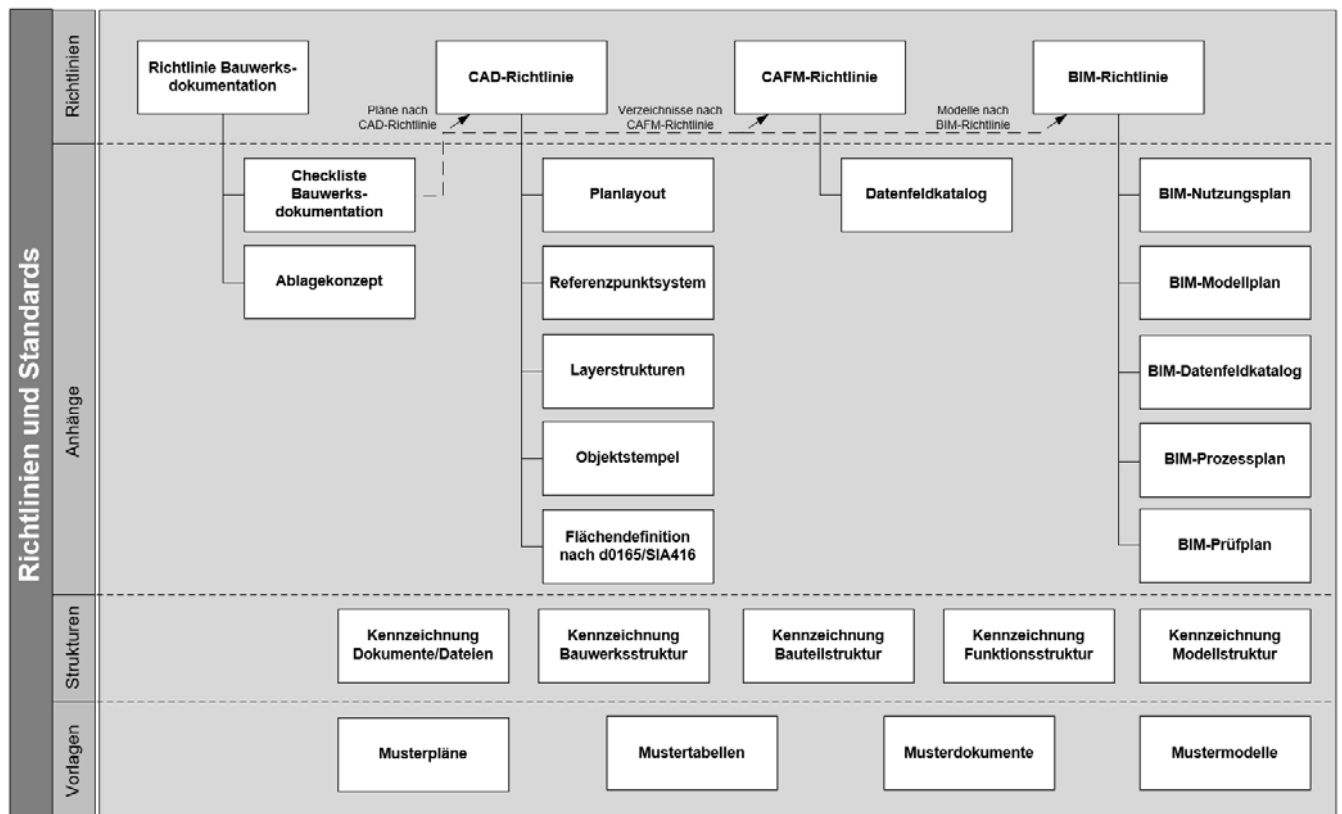 Richtlinien und Standards
Richtlinien
Richtlinie Bauwerks-
dokumentation
CAD-Richtlinie
CAFM-Richtlinie
BIM-Richtlinie
Pläne nach
CAD-Richtlinie
Verzeichnisse nach
CAFM-Richtlinie
Modelle nach
BIM-Richtlinie
Anhänge
Checkliste
Bauwerks-
dokumentation
Ablagekonzept
Planlayout
Referenzpunktsystem
Layerstrukturen
Objektstempel
Flächendefinition
nach d0165/SIA416
Datenfeldkatalog
BIM-Nutzungsplan
BIM-Modellplan
BIM-Datenfeldkatalog
BIM-Prozessplan
BIM-Prüfplan
Strukturen
Kennzeichnung
Dokumente/Dateien
Kennzeichnung
Bauwerksstruktur
Kennzeichnung
Bauteilstruktur
Kennzeichnung
Funktionsstruktur
Kennzeichnung
Modellstruktur
Vorlagen
Musterpläne
Mustertabellen
Musterdokumente
Mustermodelle